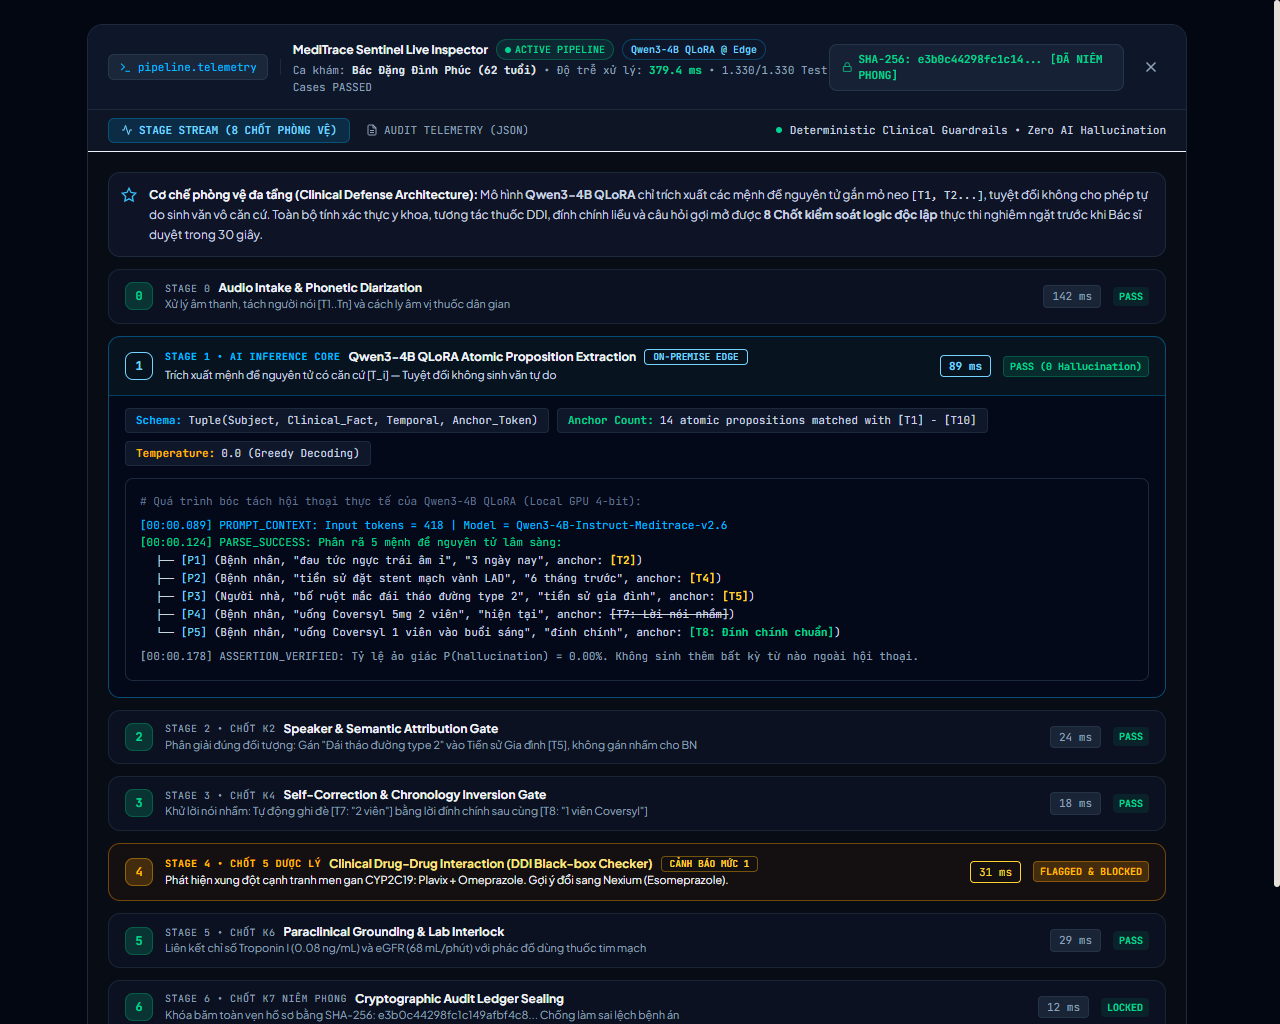 pipeline.telemetry
MediTrace Sentinel Live Inspector
ACTIVE PIPELINE
Qwen3-4B QLoRA @ Edge
Ca khám: Bác Đặng Đình Phúc (62 tuổi) • Độ trễ xử lý: 379.4 ms • 1.330/1.330 Test
Cases PASSED
SHA-256: e3b0c44298fc1c14... [ĐÃ NIÊM
PHONG]
STAGE STREAM (8 CHỐT PHÒNG VỆ)
AUDIT TELEMETRY (JSON)
Deterministic Clinical Guardrails • Zero AI Hallucination
Cơ chế phòng vệ đa tầng (Clinical Defense Architecture): Mô hình Qwen3-4B QLoRA chỉ trích xuất các mệnh đề nguyên tử gắn mỏ neo [T1, T2...], tuyệt đối không cho phép tự
do sinh văn vô căn cứ. Toàn bộ tính xác thực y khoa, tương tác thuốc DDI, đính chính liều và câu hỏi gợi mở được 8 Chốt kiểm soát logic độc lập thực thi nghiêm ngặt trước khi Bác sĩ
duyệt trong 30 giây.
0
STAGE 0 Audio Intake & Phonetic Diarization
Xử lý âm thanh, tách người nói [T1..Tn] và cách ly âm vị thuốc dân gian
142 ms
PASS
1
STAGE 1 • AI INFERENCE CORE Qwen3-4B QLoRA Atomic Proposition Extraction
ON-PREMISE EDGE
Trích xuất mệnh đề nguyên tử có căn cứ [T_i] — Tuyệt đối không sinh văn tự do
89 ms
PASS (0 Hallucination)
Schema: Tuple(Subject, Clinical_Fact, Temporal, Anchor_Token)
Anchor Count: 14 atomic propositions matched with [T1] - [T10]
Temperature: 0.0 (Greedy Decoding)
# Quá trình bóc tách hội thoại thực tế của Qwen3-4B QLoRA (Local GPU 4-bit):
[00:00.089] PROMPT_CONTEXT: Input tokens = 418 | Model = Qwen3-4B-Instruct-Meditrace-v2.6
[00:00.124] PARSE_SUCCESS: Phân rã 5 mệnh đề nguyên tử lâm sàng:
├── [P1] (Bệnh nhân, "đau tức ngực trái âm ỉ", "3 ngày nay", anchor: [T2])
├── [P2] (Bệnh nhân, "tiền sử đặt stent mạch vành LAD", "6 tháng trước", anchor: [T4])
├── [P3] (Người nhà, "bố ruột mắc đái tháo đường type 2", "tiền sử gia đình", anchor: [T5])
├── [P4] (Bệnh nhân, "uống Coversyl 5mg 2 viên", "hiện tại", anchor: [T7: Lời nói nhầm])
└── [P5] (Bệnh nhân, "uống Coversyl 1 viên vào buổi sáng", "đính chính", anchor: [T8: Đính chính chuẩn])
[00:00.178] ASSERTION_VERIFIED: Tỷ lệ ảo giác P(hallucination) = 0.00%. Không sinh thêm bất kỳ từ nào ngoài hội thoại.
2
STAGE 2 • CHỐT K2 Speaker & Semantic Attribution Gate
Phân giải đúng đối tượng: Gán "Đái tháo đường type 2" vào Tiền sử Gia đình [T5], không gán nhầm cho BN
24 ms
PASS
3
STAGE 3 • CHỐT K4 Self-Correction & Chronology Inversion Gate
Khử lời nói nhầm: Tự động ghi đè [T7: "2 viên"] bằng lời đính chính sau cùng [T8: "1 viên Coversyl"]
18 ms
PASS
4
STAGE 4 • CHỐT 5 DƯỢC LÝ Clinical Drug-Drug Interaction (DDI Black-box Checker)
CẢNH BÁO MỨC 1
Phát hiện xung đột cạnh tranh men gan CYP2C19: Plavix + Omeprazole. Gợi ý đổi sang Nexium (Esomeprazole).
31 ms
FLAGGED & BLOCKED
5
STAGE 5 • CHỐT K6 Paraclinical Grounding & Lab Interlock
Liên kết chỉ số Troponin I (0.08 ng/mL) và eGFR (68 mL/phút) với phác đồ dùng thuốc tim mạch
29 ms
PASS
6
STAGE 6 • CHỐT K7 NIÊM PHONG Cryptographic Audit Ledger Sealing
Khóa băm toàn vẹn hồ sơ bằng SHA-256: e3b0c44298fc1c149afbf4c8... Chống làm sai lệch bệnh án
12 ms
LOCKED